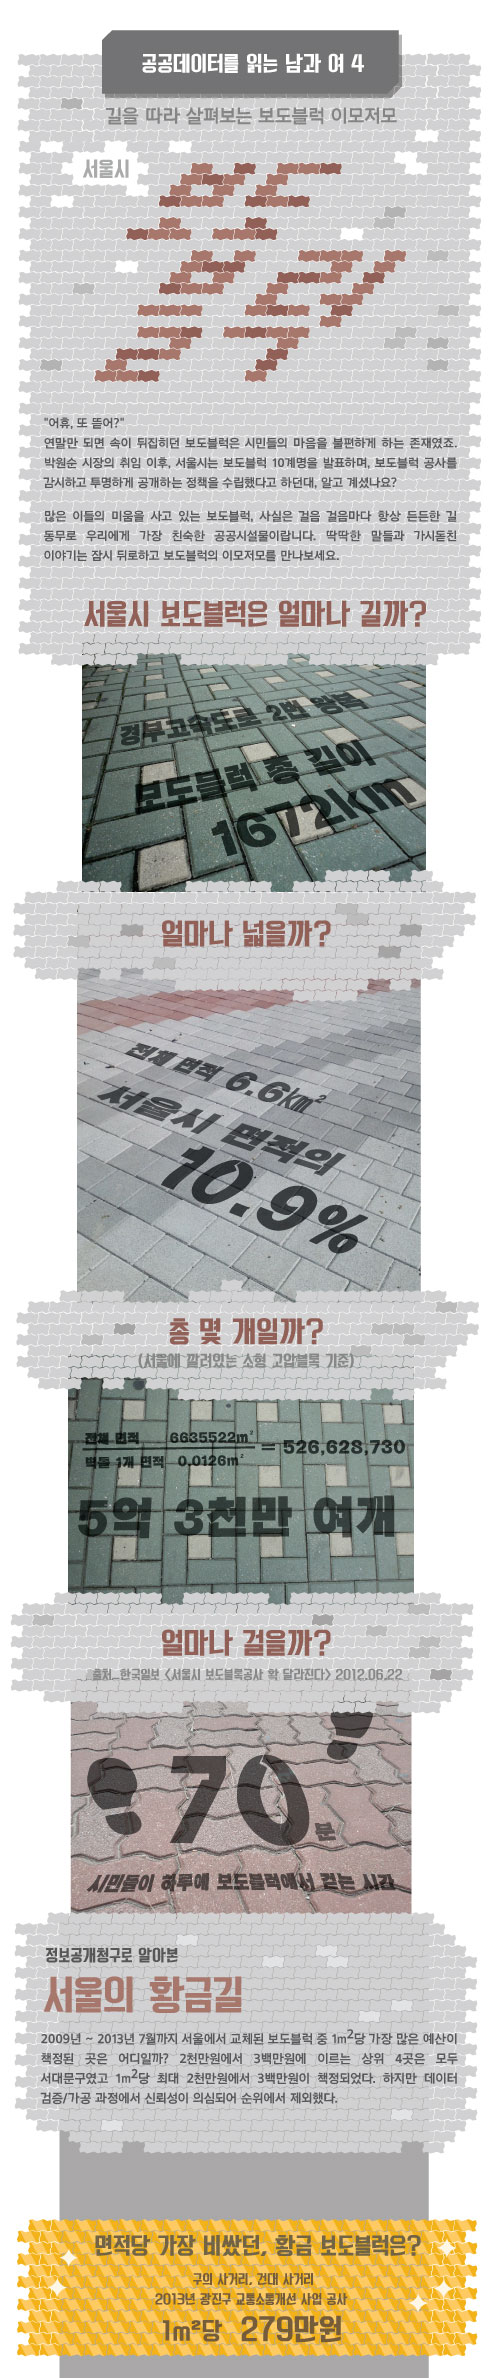 공공데이터를 읽는 남과 여 4
길을 따라 살펴보는 보도블럭 이모저모
서울시
"어휴, 또 뜯어?"
연말만 되면 속이 뒤집히던 보도블럭은 시민들의 마음을 불편하게 하는 존재였죠.
박원순 시장의 취임 이후, 서울시는 보도블럭 10계명을 발표하며, 보도블럭 공사를
감시하고 투명하게 공개하는 정책을 수립했다고 하던대, 알고 계셨나요?
많은 이들의 미움을 사고 있는 보도블럭, 사실은 걸음 걸음마다 항상 든든한 길
동무로 우리에게 가장 친숙한 공공시설물이랍니다. 딱딱한 말들과 가시돋친
이야기는 잠시 뒤로하고 보도블럭의 이모저모를 만나보세요.
서울시 보도블럭은 얼마나 길까?
경부고속도로 2번 왕복
보도블럭 총 길이
1672km
얼마나 넓을까?
전체 면적 6.6㎢
서울시 면적의
10.9%
총 몇 개일까?
(서울에 깔려있는 소형 고압블록 기준)
전체 면적 6635522m²
벽돌 1개 면적 0.0126m²
= 526,628,730
5억 3천만 여개
얼마나 걸을까?
출처_한국일보 <서울시 보도블록공사 확 달라진다> 2012.06.22
70분
시민들이 하루에 보도블럭에서 걷는 시간
정보공개청구로 알아본
서울의 황금길
2009년 ~ 2013년 7월까지 서울에서 교체된 보도블럭 중 1m²당 가장 많은 예산이
책정된 곳은 어디일까? 2천만원에서 3백만원에 이르는 상위 4곳은 모두
서대문구였고 1m²당 최대 2천만원에서 3백만원이 책정되었다. 하지만 데이터
검증/가공 과정에서 신뢰성이 의심되어 순위에서 제외했다.
면적당 가장 비쌌던, 황금 보도블럭은?
구의 사거리, 건대 사거리
2013년 광진구 교통소통개선 사업 공사
1m²당 279만원